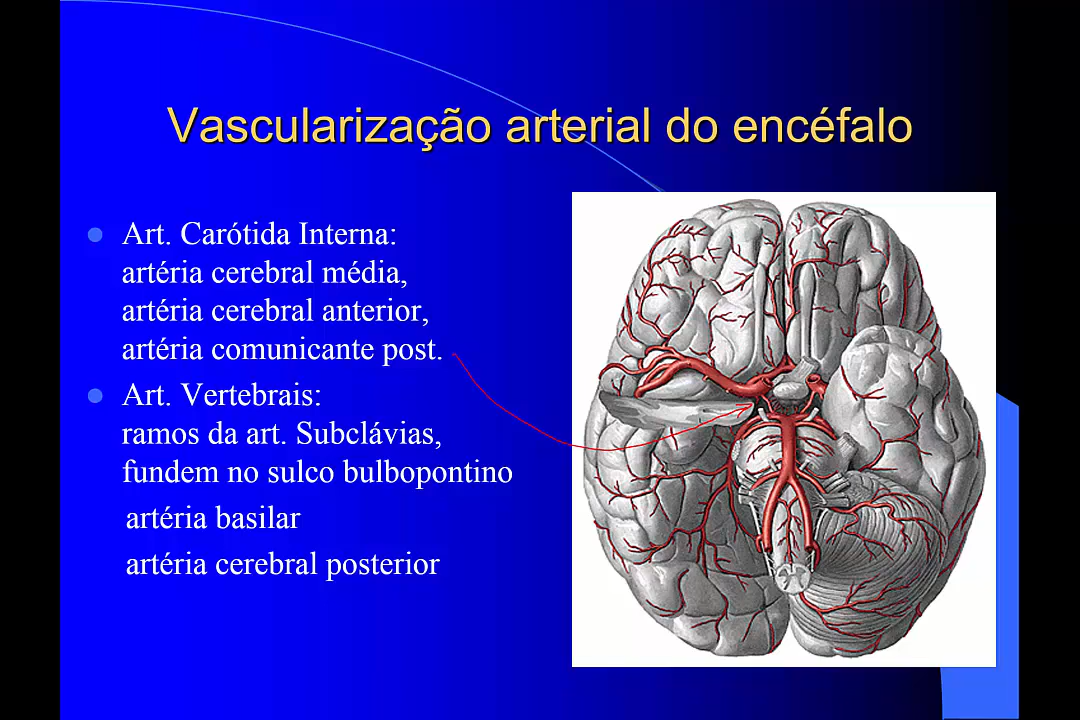 Vascularização arterial do encéfalo
Art. Carótida Interna:
artéria cerebral média,
artéria cerebral anterior,
artéria comunicante post.
Art. Vertebrais:
ramos da art. Subclávias,
fundem no sulco bulbopontino
artéria basilar
artéria cerebral posterior